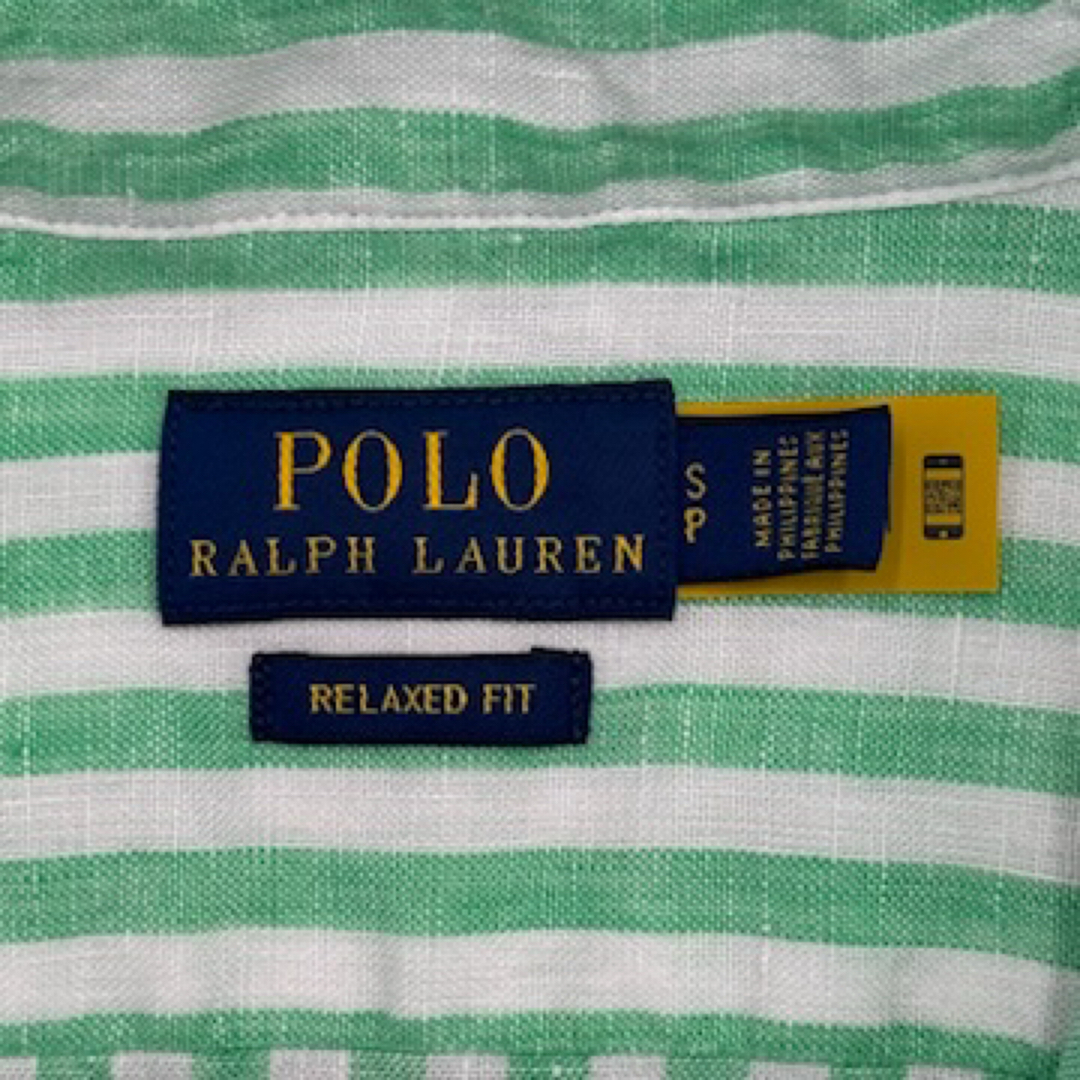 POLO
RALPH LAUREN
S
P
MADE IN
PHILIPPINES
FABRIQUÉ AUX
PHILIPPINES
RELAXED FIT